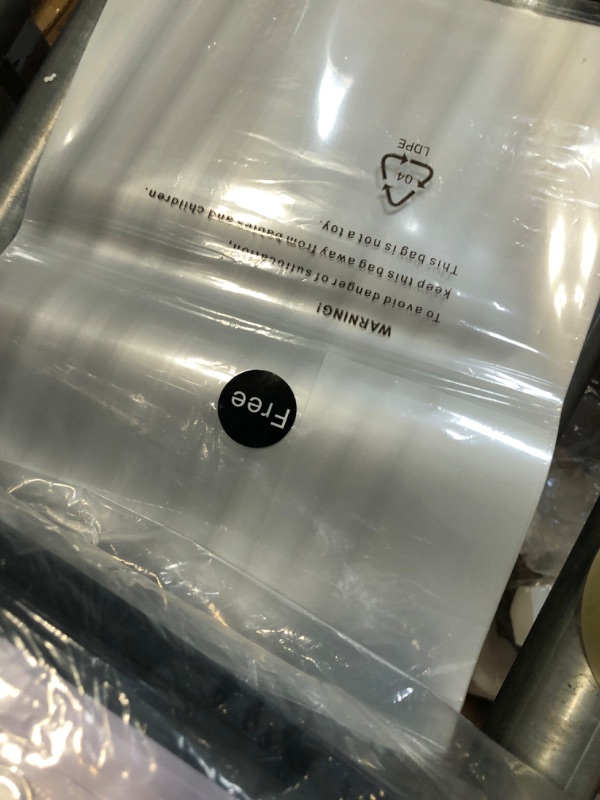 Free
WARNING!
To avoid danger of suffocation,
keep this bag away from babies and children.
This bag is not a toy.
04
LDPE